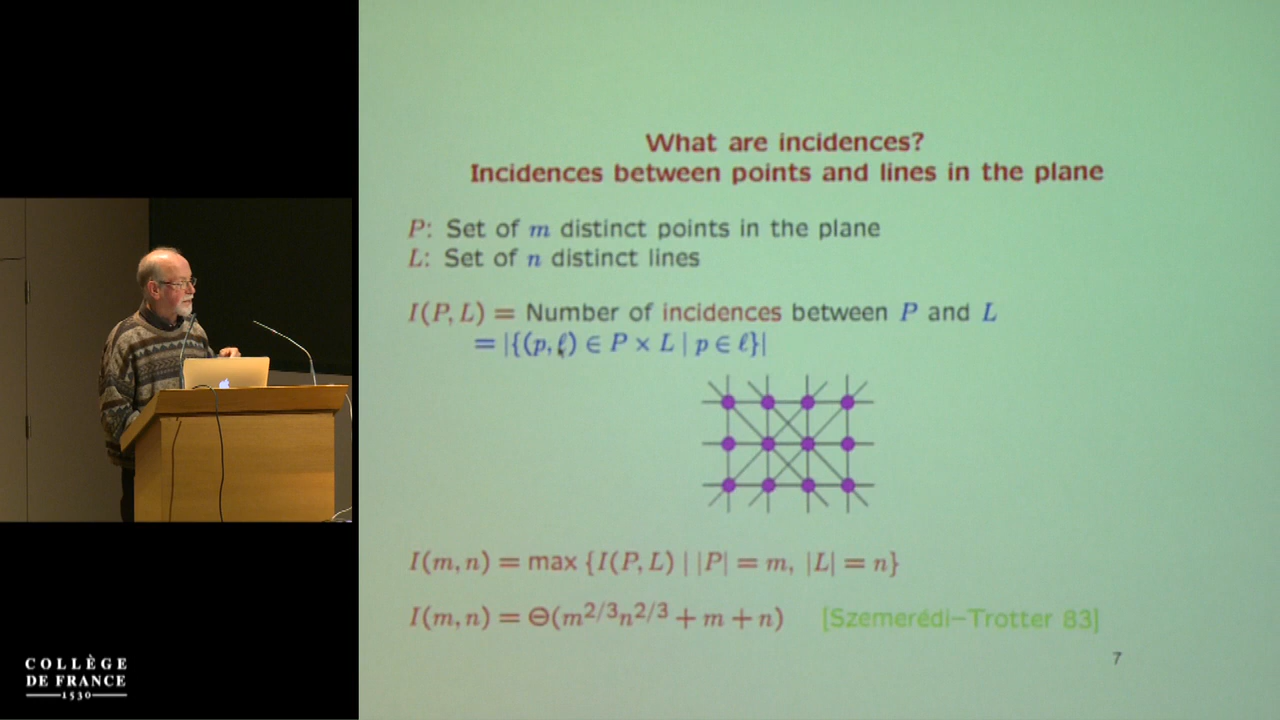 What are incidences?
Incidences between points and lines in the plane
P: Set of m distinct points in the plane
L: Set of n distinct lines
I(P, L) = Number of incidences between P and L
= |{(p, ℓ) ∈ P × L | p ∈ ℓ}|
I(m, n) = max {I(P, L) | |P| = m, |L| = n}
I(m, n) = Θ(m^{2/3}n^{2/3} + m + n) [Szemerédi–Trotter 83]
7
COLLÈGE
DE FRANCE
1530